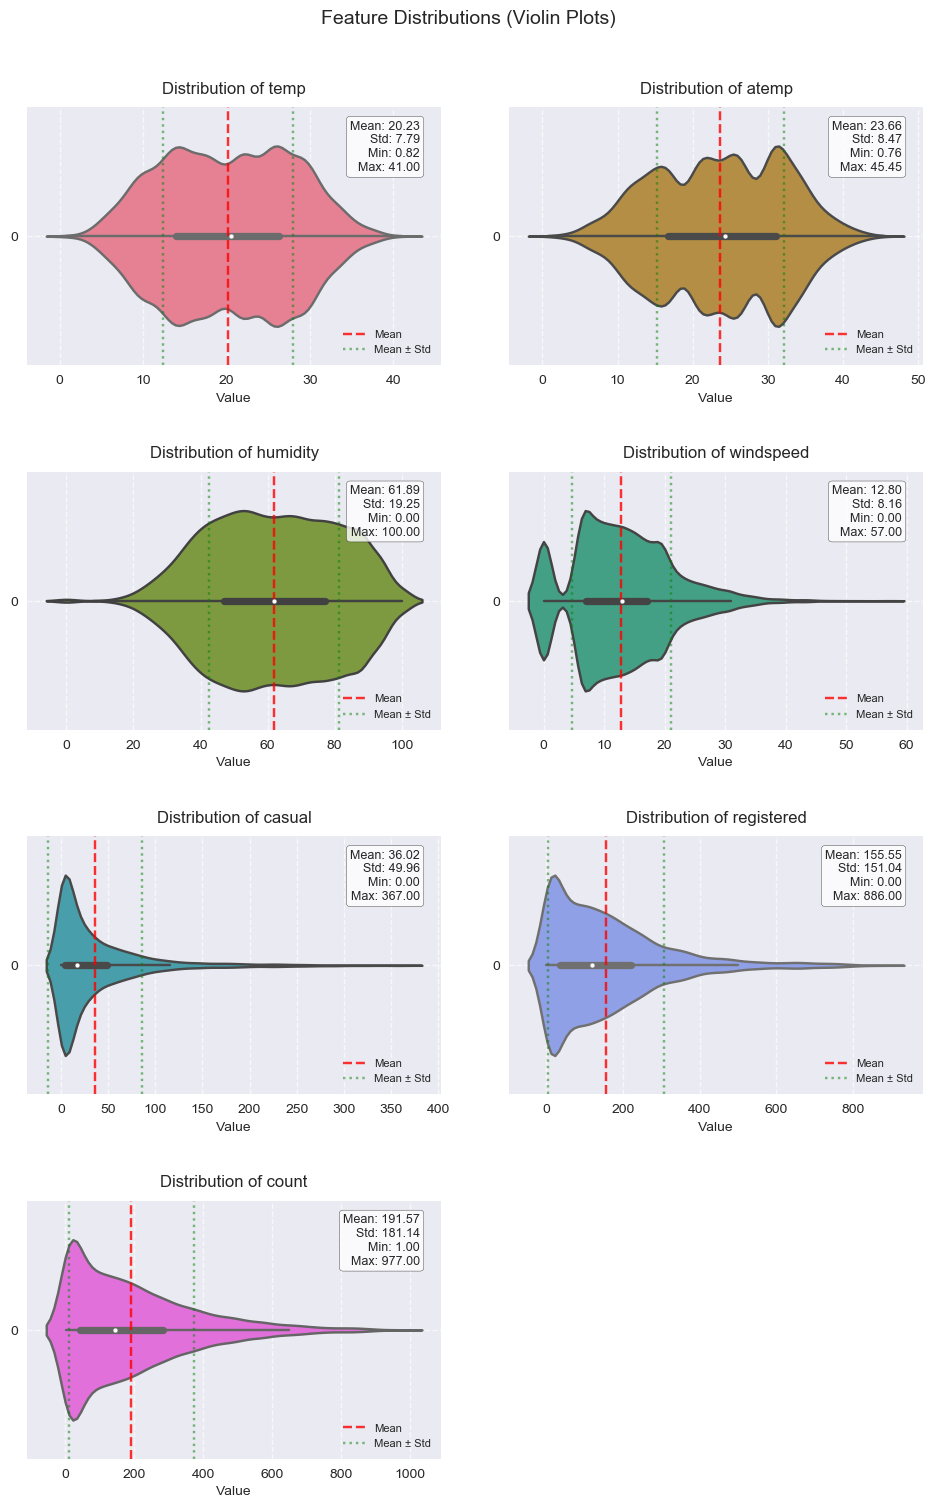 Feature Distributions (Violin Plots)
Distribution of temp
Mean: 20.23
Std: 7.79
Min: 0.82
Max: 41.00
0
Mean
Mean ± Std
0 10 20 30 40
Value
Distribution of atemp
Mean: 23.66
Std: 8.47
Min: 0.76
Max: 45.45
0
Mean
Mean ± Std
0 10 20 30 40 50
Value
Distribution of humidity
Mean: 61.89
Std: 19.25
Min: 0.00
Max: 100.00
0
Mean
Mean ± Std
0 20 40 60 80 100
Value
Distribution of windspeed
Mean: 12.80
Std: 8.16
Min: 0.00
Max: 57.00
0
Mean
Mean ± Std
0 10 20 30 40 50 60
Value
Distribution of casual
Mean: 36.02
Std: 49.96
Min: 0.00
Max: 367.00
0
Mean
Mean ± Std
0 50 100 150 200 250 300 350 400
Value
Distribution of registered
Mean: 155.55
Std: 151.04
Min: 0.00
Max: 886.00
0
Mean
Mean ± Std
0 200 400 600 800
Value
Distribution of count
Mean: 191.57
Std: 181.14
Min: 1.00
Max: 977.00
0
Mean
Mean ± Std
0 200 400 600 800 1000
Value